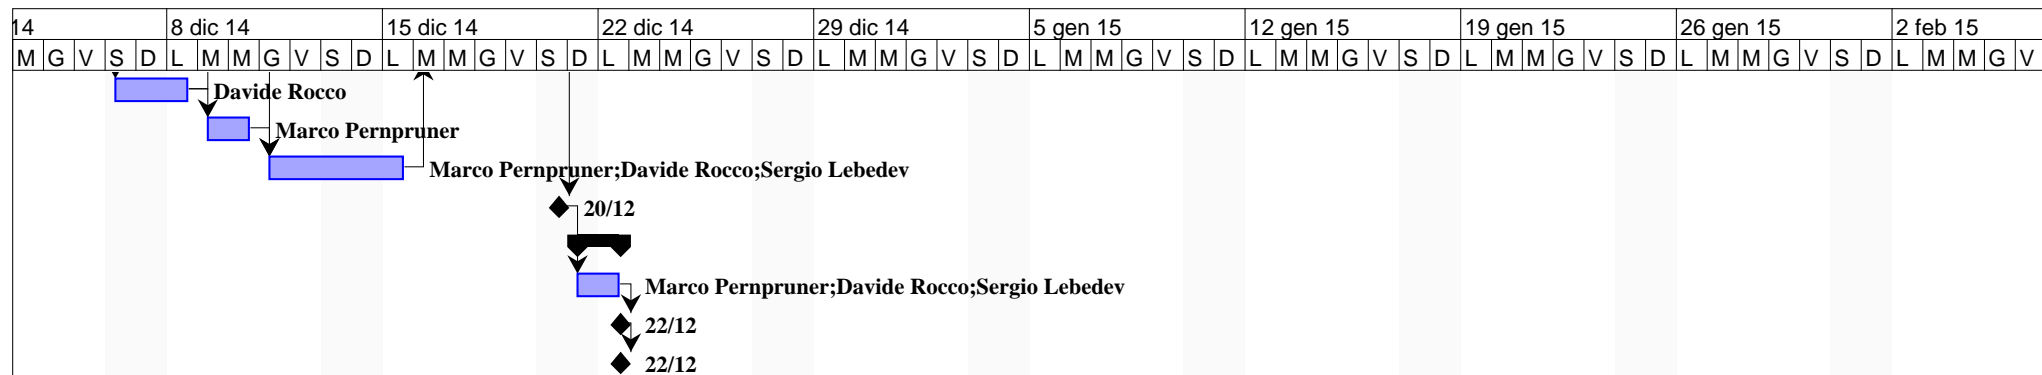 14 8 dic 14 15 dic 14 22 dic 14 29 dic 14 5 gen 15 12 gen 15 19 gen 15 26 gen 15 2 feb 15
M G V S D L M M G V S D L M M G V S D L M M G V S D L M M G V S D L M M G V S D L M M G V S D L M M G V S D L M M G V S D L M M G V
Davide Rocco
Marco Pernpruner
Marco Pernpruner;Davide Rocco;Sergio Lebedev
20/12
Marco Pernpruner;Davide Rocco;Sergio Lebedev
22/12
22/12